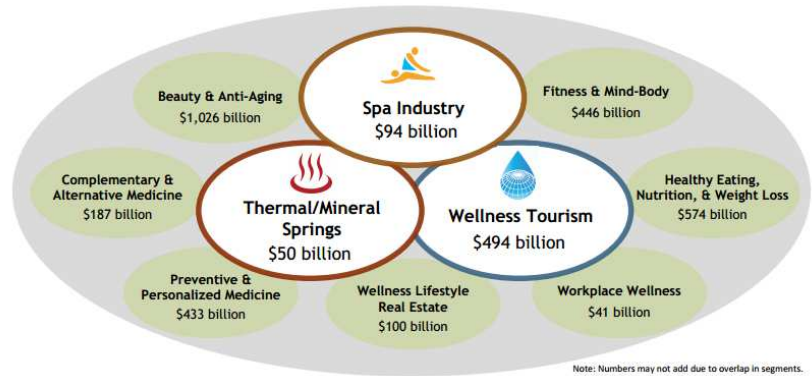 Beauty & Anti-Aging
$1,026 billion
Spa Industry
$94 billion
Fitness & Mind-Body
$446 billion
Complementary &
Alternative Medicine
$187 billion
Thermal/Mineral
Springs
$50 billion
Wellness Tourism
$494 billion
Healthy Eating,
Nutrition, & Weight Loss
$574 billion
Preventive &
Personalized Medicine
$433 billion
Wellness Lifestyle
Real Estate
$100 billion
Workplace Wellness
$41 billion
Note: Numbers may not add due to overlap in segments.